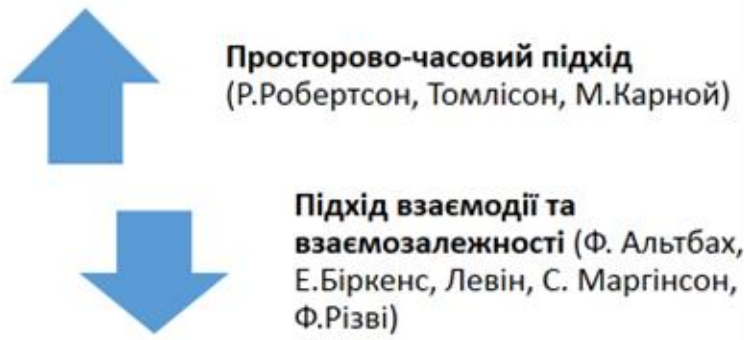 Просторово-часовий підхід
(Р.Робертсон, Томлісон, М.Карной)
Підхід взаємодії та
взаємозалежності (Ф. Альтбах,
Е.Біркенс, Левін, С. Маргінсон,
Ф.Різві)